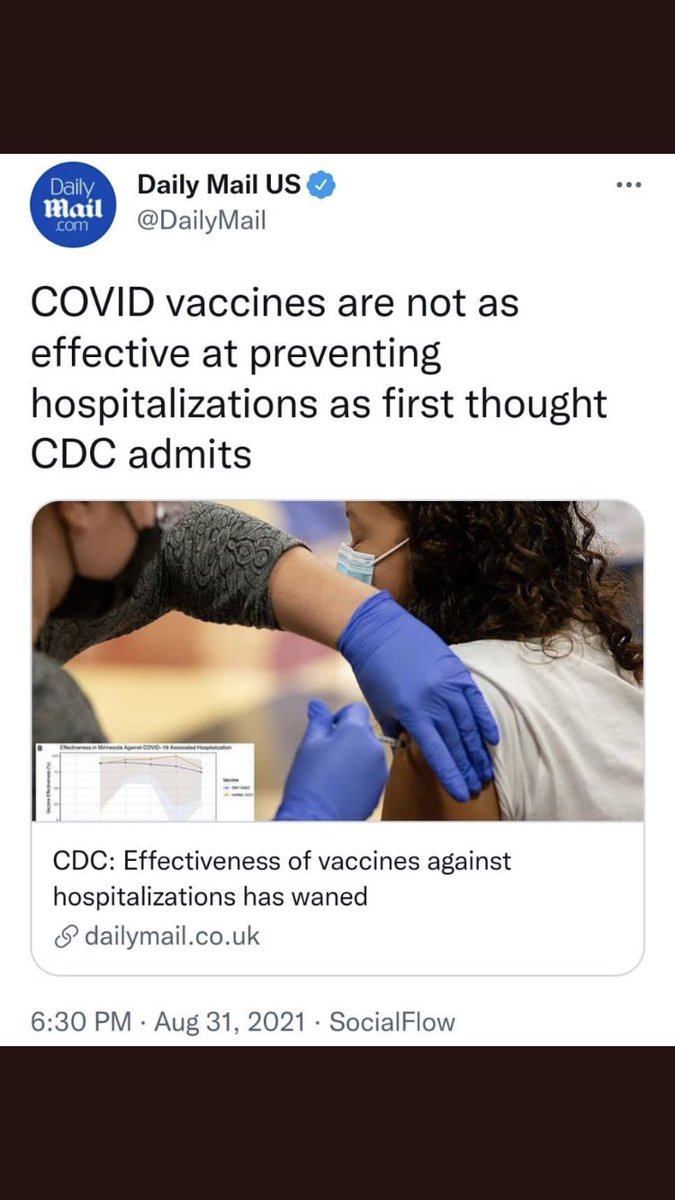 Daily
Mail
.com
Daily Mail US
@DailyMail
COVID vaccines are not as
effective at preventing
hospitalizations as first thought
CDC admits
B Effectiveness in Minnesota Against COVID-19 Associated Hospitalization
Vaccine Effectiveness (%)
Vaccine
CDC: Effectiveness of vaccines against
hospitalizations has waned
dailymail.co.uk
6:30 PM · Aug 31, 2021 · SocialFlow